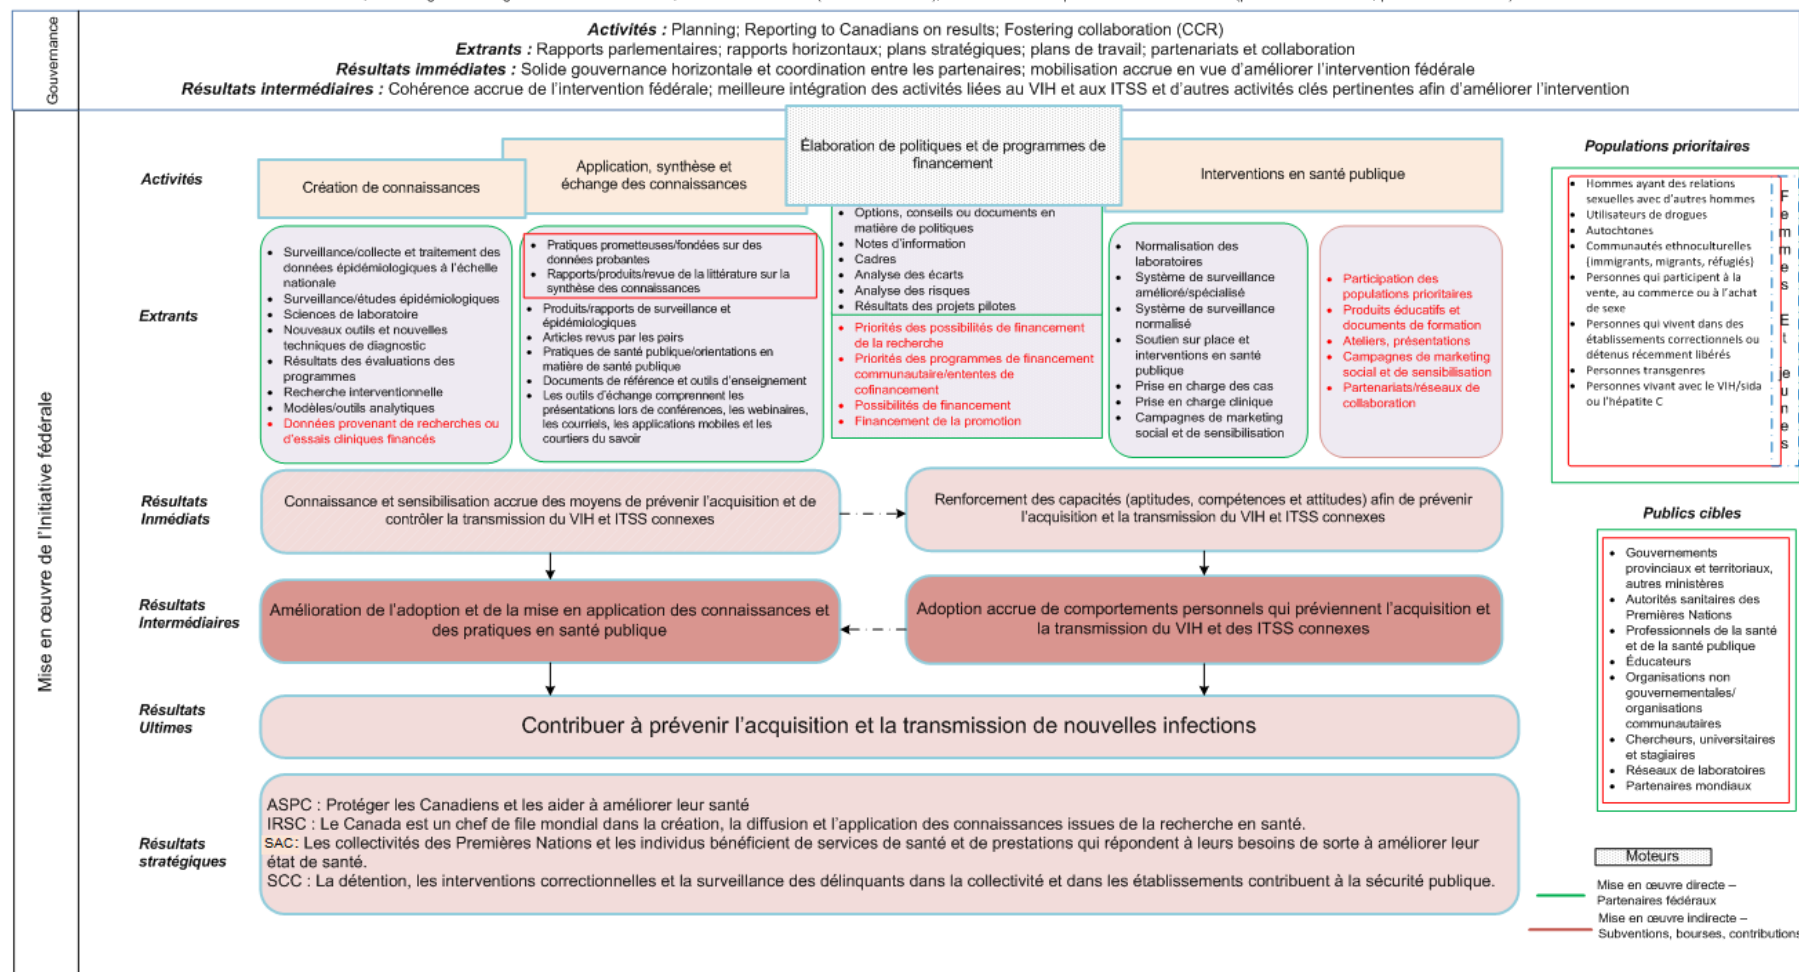 Gouvernance
Activités : Planning; Reporting to Canadians on results; Fostering collaboration (CCR)
Extrants : Rapports parlementaires; rapports horizontaux; plans stratégiques; plans de travail; partenariats et collaboration
Résultats immédiates : Solide gouvernance horizontale et coordination entre les partenaires; mobilisation accrue en vue d'améliorer l'intervention fédérale
Résultats intermédiaires : Cohérence accrue de l'intervention fédérale; meilleure intégration des activités liées au VIH et aux ITSS et d'autres activités clés pertinentes afin d'améliorer l'intervention
Mise en œuvre de l'Initiative fédérale
Activités
Création de connaissances
Application, synthèse et
échange des connaissances
Élaboration de politiques et de programmes de
financement
Interventions en santé publique
Extrants
• Surveillance/collecte et traitement des
données épidémiologiques à l'échelle
nationale
• Surveillance/études épidémiologiques
• Sciences de laboratoire
• Nouveaux outils et nouvelles
techniques de diagnostic
• Résultats des évaluations des
programmes
• Recherche interventionnelle
• Modèles/outils analytiques
• Données provenant de recherches ou
d'essais cliniques financés
• Pratiques prometteuses/fondées sur des
données probantes
• Rapports/produits/revue de la littérature sur la
synthèse des connaissances
• Produits/rapports de surveillance et
épidémiologiques
• Articles revus par les pairs
• Pratiques de santé publique/orientations en
matière de santé publique
• Documents de référence et outils d'enseignement
• Les outils d'échange comprennent les
présentations lors de conférences, les webinaires,
les courriels, les applications mobiles et les
courtiers du savoir
• Options, conseils ou documents en
matière de politiques
• Notes d'information
• Cadres
• Analyse des écarts
• Analyse des risques
• Résultats des projets pilotes
• Priorités des possibilités de financement
de la recherche
• Priorités des programmes de financement
communautaire/ententes de
cofinancement
• Possibilités de financement
• Financement de la promotion
• Normalisation des
laboratoires
• Système de surveillance
amélioré/spécialisé
• Système de surveillance
normalisé
• Soutien sur place et
interventions en santé
publique
• Prise en charge des cas
• Prise en charge clinique
• Campagnes de marketing
social et de sensibilisation
• Participation des
populations prioritaires
• Produits éducatifs et
documents de formation
• Ateliers, présentations
• Campagnes de marketing
social et de sensibilisation
• Partenariats/réseaux de
collaboration
Résultats
Inmédiats
Connaissance et sensibilisation accrue des moyens de prévenir l'acquisition et de
contrôler la transmission du VIH et ITSS connexes
Renforcement des capacités (aptitudes, compétences et attitudes) afin de prévenir
l'acquisition et la transmission du VIH et ITSS connexes
Résultats
Intermédiaires
Amélioration de l'adoption et de la mise en application des connaissances et
des pratiques en santé publique
Adoption accrue de comportements personnels qui préviennent l'acquisition et
la transmission du VIH et des ITSS connexes
Résultats
Ultimes
Contribuer à prévenir l'acquisition et la transmission de nouvelles infections
Résultats
stratégiques
ASPC : Protéger les Canadiens et les aider à améliorer leur santé
IRSC : Le Canada est un chef de file mondial dans la création, la diffusion et l'application des connaissances issues de la recherche en santé.
SAC: Les collectivités des Premières Nations et les individus bénéficient de services de santé et de prestations qui répondent à leurs besoins de sorte à améliorer leur
état de santé.
SCC : La détention, les interventions correctionnelles et la surveillance des délinquants dans la collectivité et dans les établissements contribuent à la sécurité publique.
Populations prioritaires
• Hommes ayant des relations
sexuelles avec d'autres hommes
• Utilisateurs de drogues
• Autochtones
• Communautés ethnoculturelles
(immigrants, migrants, réfugiés)
• Personnes qui participent à la
vente, au commerce ou à l'achat
de sexe
• Personnes qui vivent dans des
établissements correctionnels ou
détenus récemment libérés
• Personnes transgenres
• Personnes vivant avec le VIH/sida
ou l'hépatite C
Femmes Et jeunes
Publics cibles
• Gouvernements
provinciaux et territoriaux,
autres ministères
• Autorités sanitaires des
Premières Nations
• Professionnels de la santé
et de la santé publique
• Éducateurs
• Organisations non
gouvernementales/
organisations
communautaires
• Chercheurs, universitaires
et stagiaires
• Réseaux de laboratoires
• Partenaires mondiaux
Moteurs
Mise en œuvre directe –
Partenaires fédéraux
Mise en œuvre indirecte –
Subventions, bourses, contributions